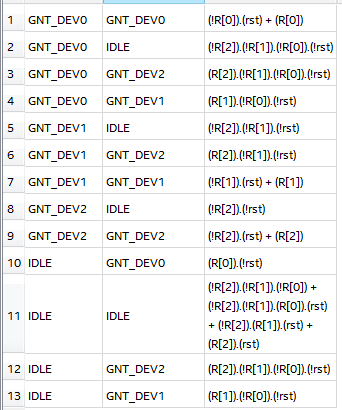 1 GNT_DEV0 GNT_DEV0 (!R[0]).(rst) + (R[0])
2 GNT_DEV0 IDLE (!R[2]).(!R[1]).(!R[0]).(!rst)
3 GNT_DEV0 GNT_DEV2 (R[2]).(!R[1]).(!R[0]).(!rst)
4 GNT_DEV0 GNT_DEV1 (R[1]).(!R[0]).(!rst)
5 GNT_DEV1 IDLE (!R[2]).(!R[1]).(!rst)
6 GNT_DEV1 GNT_DEV2 (R[2]).(!R[1]).(!rst)
7 GNT_DEV1 GNT_DEV1 (!R[1]).(rst) + (R[1])
8 GNT_DEV2 IDLE (!R[2]).(!rst)
9 GNT_DEV2 GNT_DEV2 (!R[2]).(rst) + (R[2])
10 IDLE GNT_DEV0 (R[0]).(!rst)
(!R[2]).(!R[1]).(!R[0]) +
11 IDLE IDLE (!R[2]).(!R[1]).(R[0]).(rst)
+ (!R[2]).(R[1]).(rst) +
(R[2]).(rst)
12 IDLE GNT_DEV2 (R[2]).(!R[1]).(!R[0]).(!rst)
13 IDLE GNT_DEV1 (R[1]).(!R[0]).(!rst)